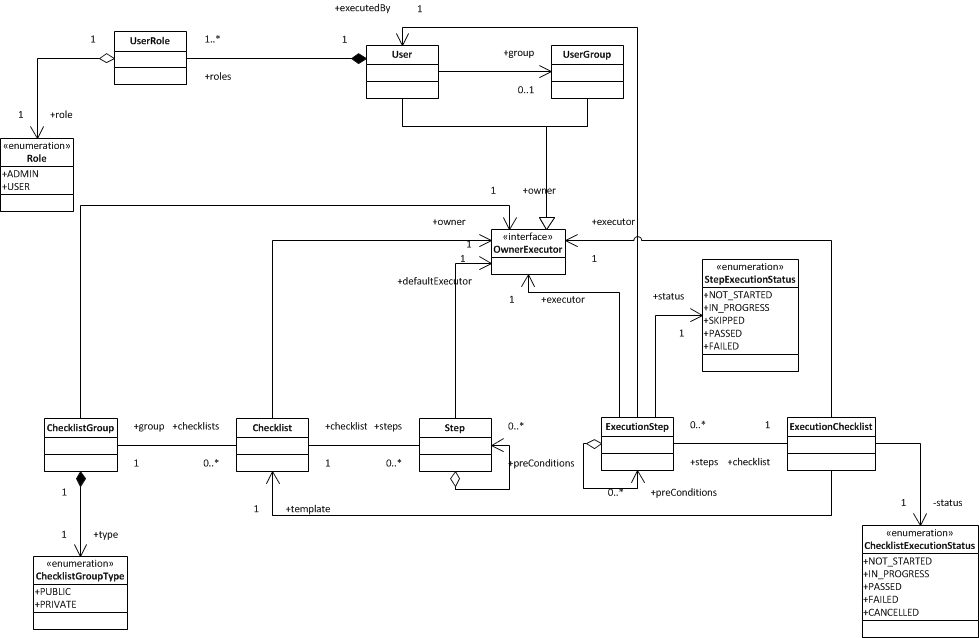 +executedBy 1
UserRole
1
1..*
+roles
1
User
+group
0..1
UserGroup
1
+role
«enumeration»
Role
+ADMIN
+USER
1
+owner
+owner
1
+executor
1
«interface»
OwnerExecutor
1
+defaultExecutor
1
+executor
«enumeration»
StepExecutionStatus
+NOT_STARTED
+IN_PROGRESS
+SKIPPED
+PASSED
+FAILED
+status
1
ChecklistGroup
+group +checklists
1 0..*
Checklist
+checklist +steps
1 0..*
Step
0..*
+preConditions
ExecutionStep
0..* 1
+steps +checklist
0..*
+preConditions
ExecutionChecklist
1
1 +type
1 +template
1 -status
«enumeration»
ChecklistGroupType
+PUBLIC
+PRIVATE
«enumeration»
ChecklistExecutionStatus
+NOT_STARTED
+IN_PROGRESS
+PASSED
+FAILED
+CANCELLED